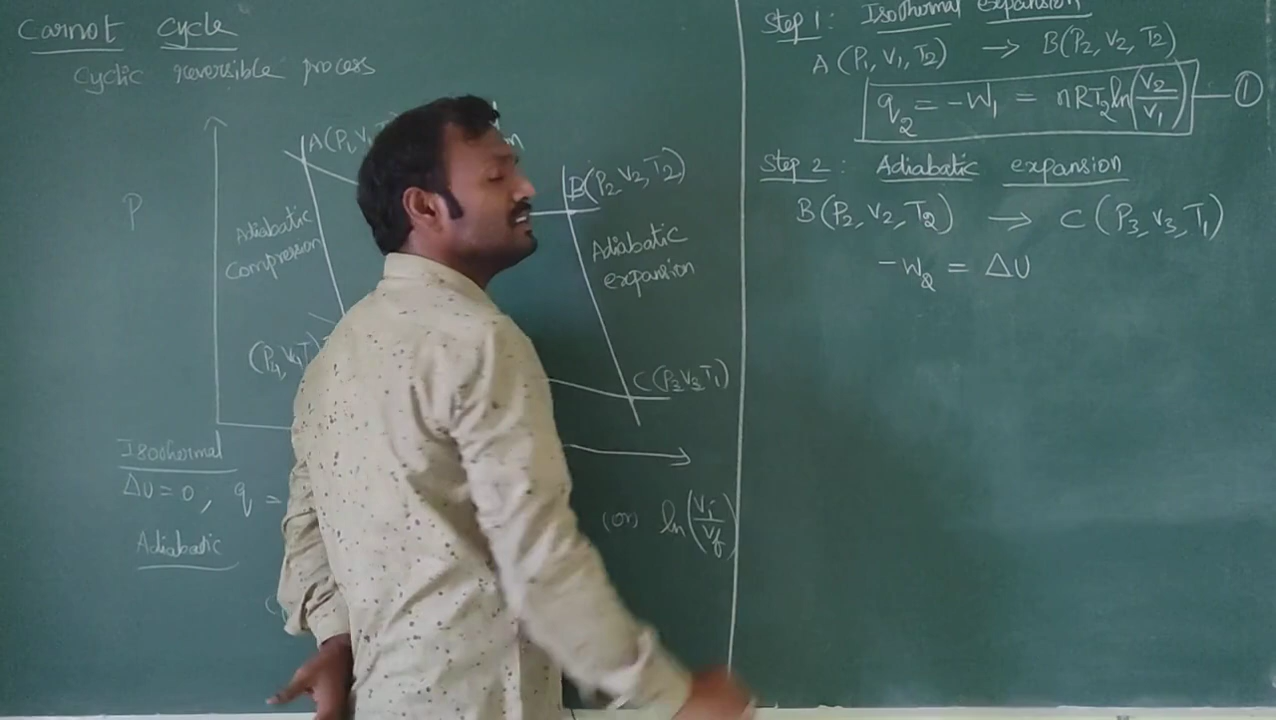 Carnot Cycle
Cyclic reversible process
P
A(P1 V1
Adiabatic
compression
B(P2 V2, T2)
Adiabatic
expansion
(P4, V4 T
C(P3 V3 T1)
Isothermal
ΔU = 0, q =
(or) ln(Vi/Vf)
Adiabatic
Step 1: Isothermal expansion
A (P1, V1, T2) → B(P2, V2, T2)
q2 = -W1 = nRT2 ln(V2/V1) — ①
Step 2: Adiabatic expansion
B(P2, V2, T2) → C (P3, V3, T1)
-W2 = ΔU